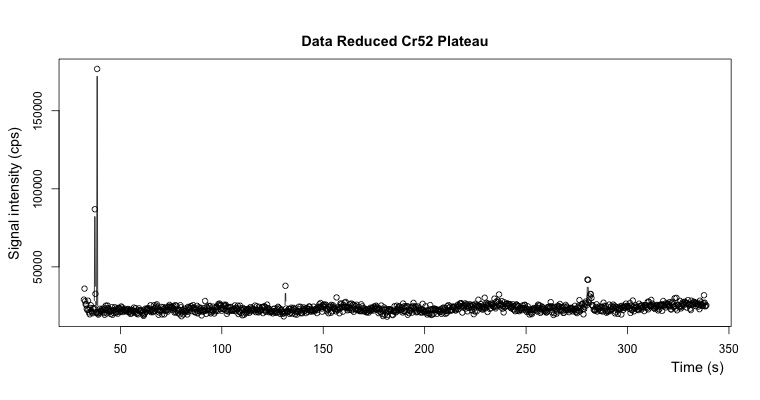 Data Reduced Cr52 Plateau
Signal intensity (cps)
150000
100000
50000
50 100 150 200 250 300 350
Time (s)